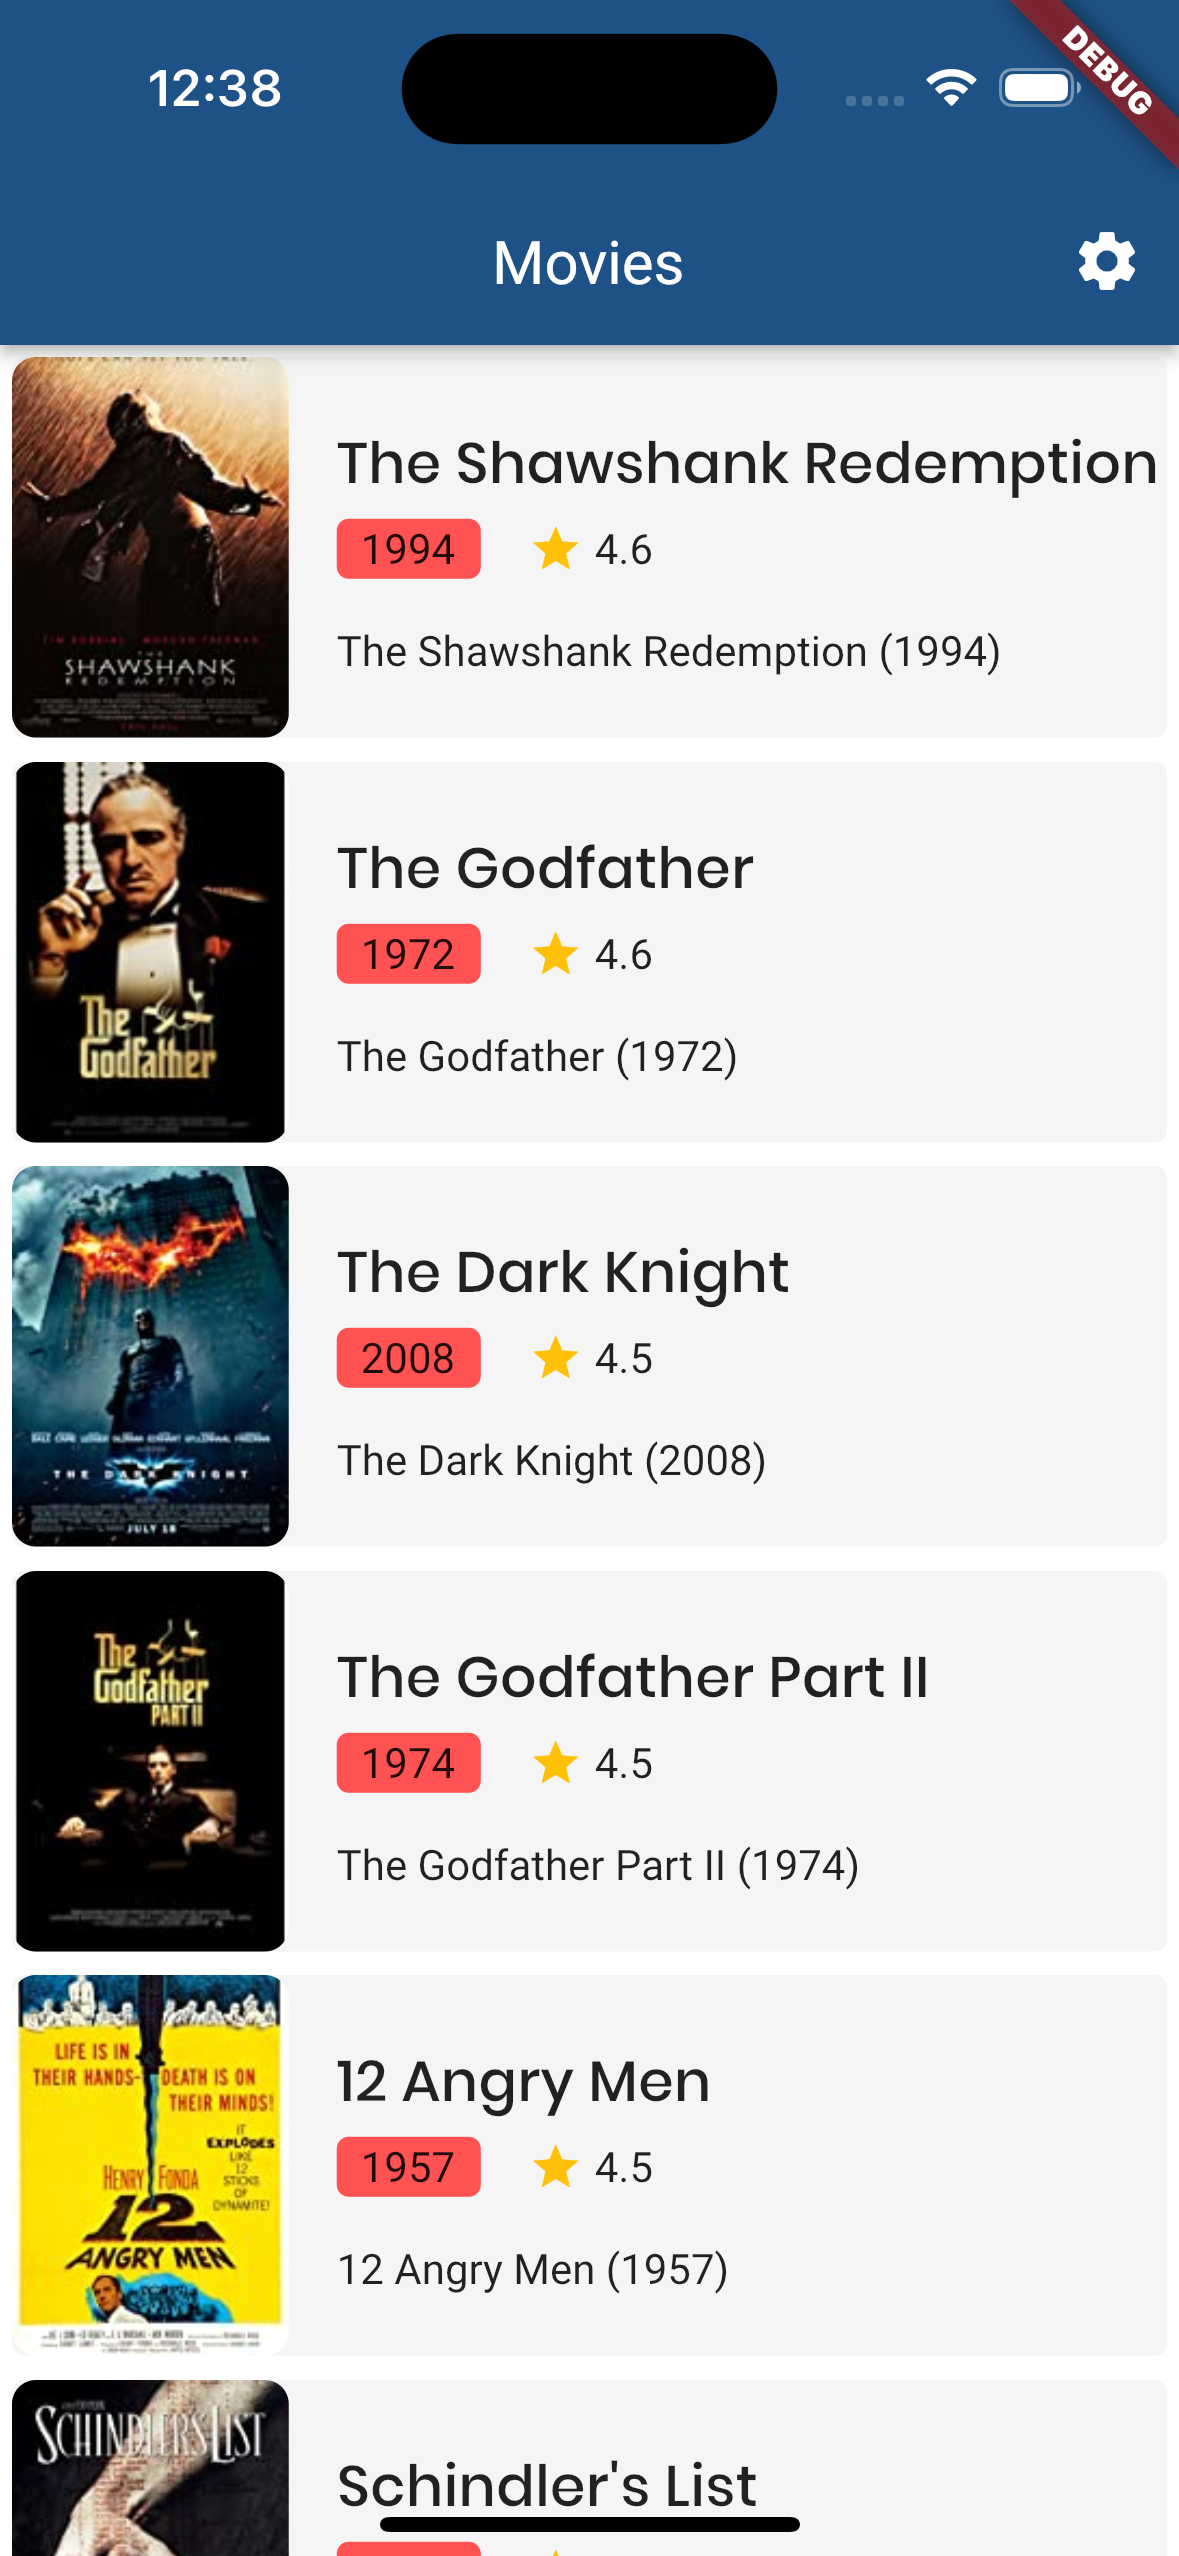 12:38
DEBUG
Movies
The Shawshank Redemption
1994
4.6
The Shawshank Redemption (1994)
SHAWSHANK
REDEMPTION
The Godfather
1972
4.6
The Godfather (1972)
The
Godfather
The Dark Knight
2008
4.5
The Dark Knight (2008)
THE DARK KNIGHT
JULY 18
The Godfather Part II
1974
4.5
The Godfather Part II (1974)
The
Godfather
PART II
12 Angry Men
1957
4.5
12 Angry Men (1957)
LIFE IS IN
THEIR HANDS-
DEATH IS ON
THEIR MINDS!
IT
EXPLODES
LIKE
12
STICKS
OF
DYNAMITE!
HENRY FONDA
12
ANGRY MEN
SCHINDLER'S LIST
Schindler's List